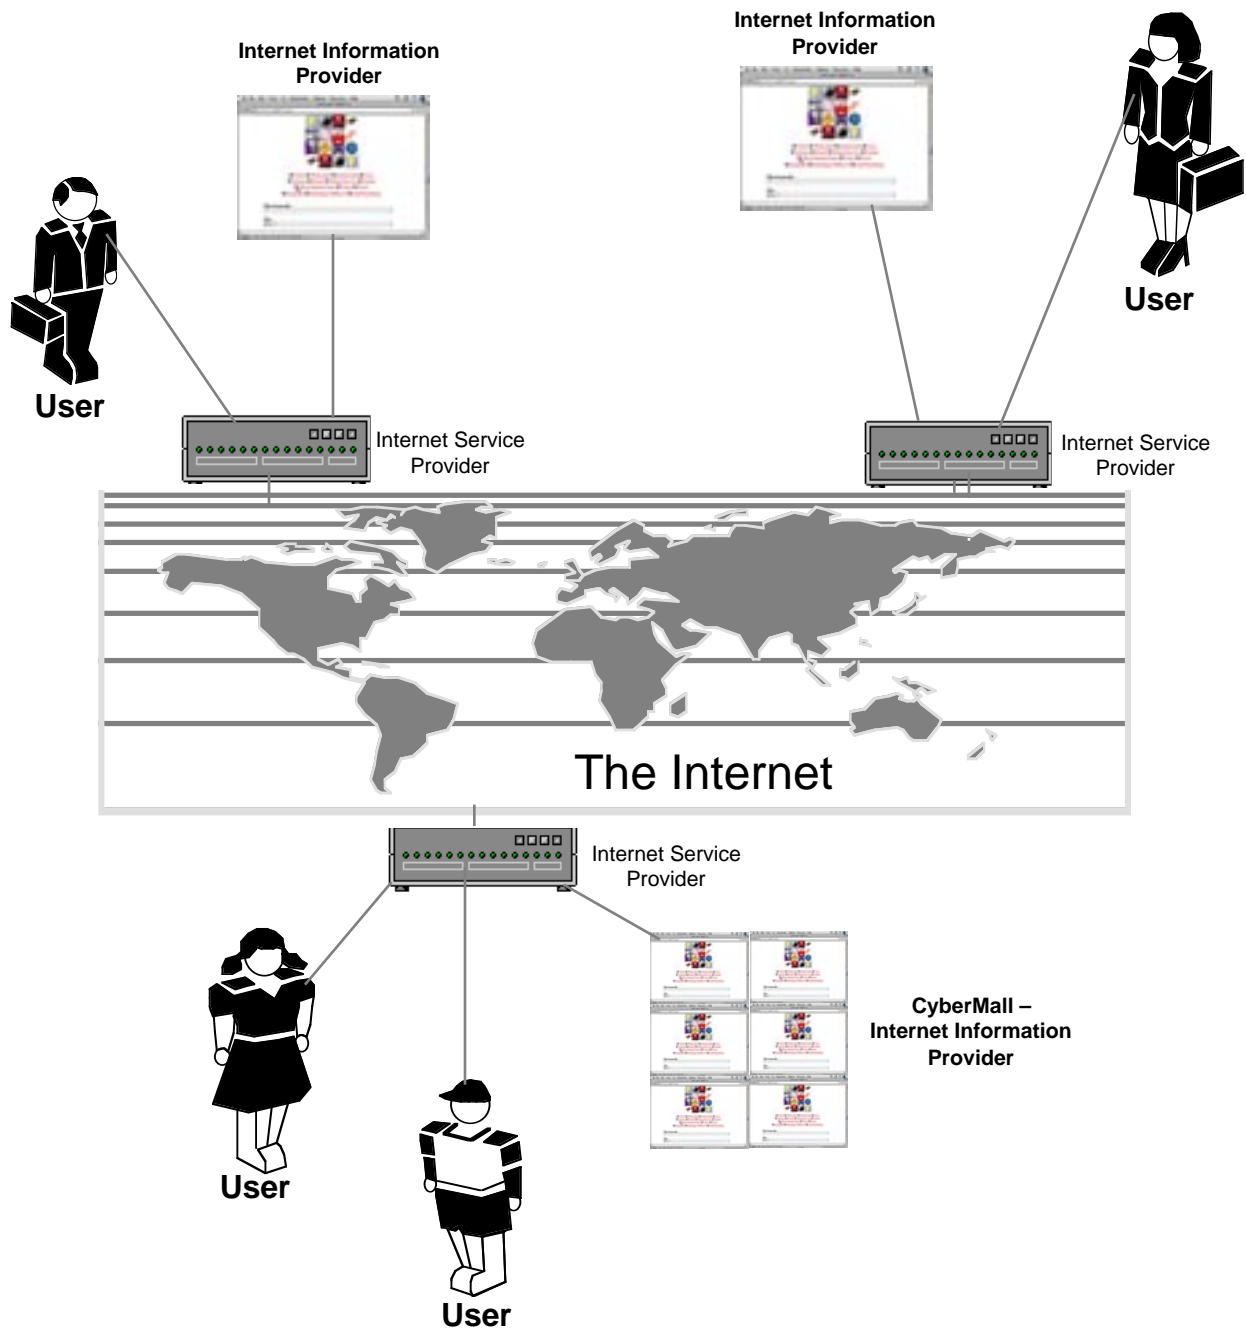 Internet Information
Provider
Internet Information
Provider
User
User
Internet Service
Provider
Internet Service
Provider
The Internet
Internet Service
Provider
CyberMall –
Internet Information
Provider
User
User